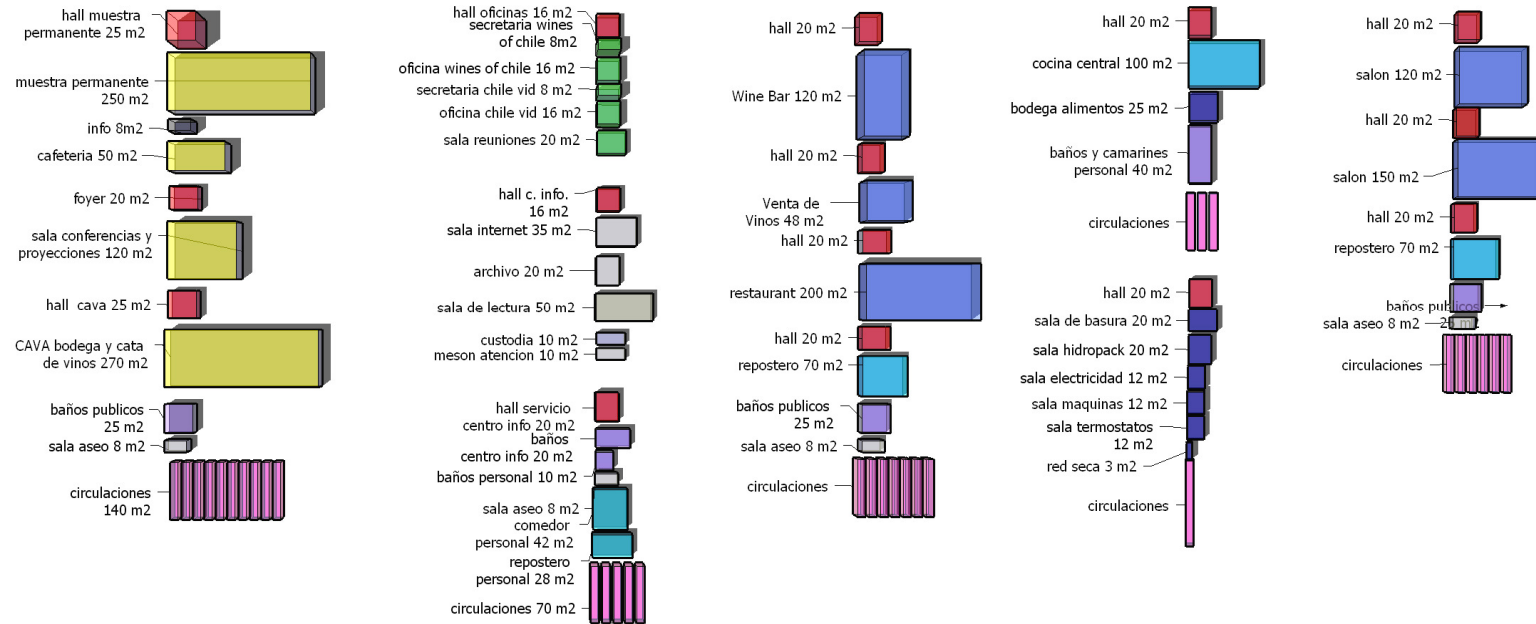 hall muestra
permanente 25 m2
muestra permanente
250 m2
info 8m2
cafeteria 50 m2
foyer 20 m2
sala conferencias y
proyecciones 120 m2
hall cava 25 m2
CAVA bodega y cata
de vinos 270 m2
baños publicos
25 m2
sala aseo 8 m2
circulaciones
140 m2
hall oficinas 16 m2
secretaria wines
of chile 8m2
oficina wines of chile 16 m2
secretaria chile vid 8 m2
oficina chile vid 16 m2
sala reuniones 20 m2
hall c. info.
16 m2
sala internet 35 m2
archivo 20 m2
sala de lectura 50 m2
custodia 10 m2
meson atencion 10 m2
hall servicio
centro info 20 m2
baños
centro info 20 m2
baños personal 10 m2
sala aseo 8 m2
comedor
personal 42 m2
repostero
personal 28 m2
circulaciones 70 m2
hall 20 m2
Wine Bar 120 m2
hall 20 m2
Venta de
Vinos 48 m2
hall 20 m2
restaurant 200 m2
hall 20 m2
repostero 70 m2
baños publicos
25 m2
sala aseo 8 m2
circulaciones
hall 20 m2
cocina central 100 m2
bodega alimentos 25 m2
baños y camarines
personal 40 m2
circulaciones
hall 20 m2
sala de basura 20 m2
sala hidropack 20 m2
sala electricidad 12 m2
sala maquinas 12 m2
sala termostatos
12 m2
red seca 3 m2
circulaciones
hall 20 m2
salon 120 m2
hall 20 m2
salon 150 m2
hall 20 m2
repostero 70 m2
baños publicos
sala aseo 8 m2
circulaciones